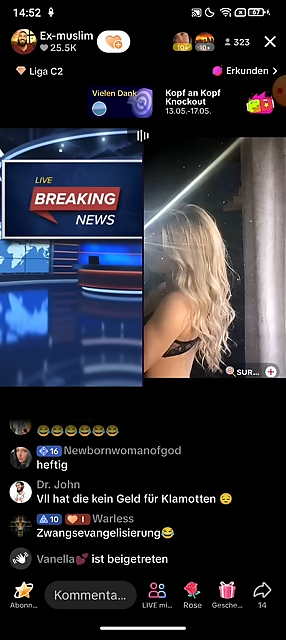 14:52
67
Ex-muslim
25.5K
10+
10+
323
Liga C2
Erkunden >
Vielen Dank
Kopf an Kopf
Knockout
13.05.-17.05.
LIVE
BREAKING
NEWS
SUR...
😂😂😂😂😂😂
16 Newbornwomanofgod
heftig
Dr. John
Vll hat die kein Geld für Klamotten 😔
10 I Warless
Zwangsevangelisierung😂
Vanella💕 ist beigetreten
Kommenta...
Abonn...
LIVE mi...
Rose
Gesche...
14